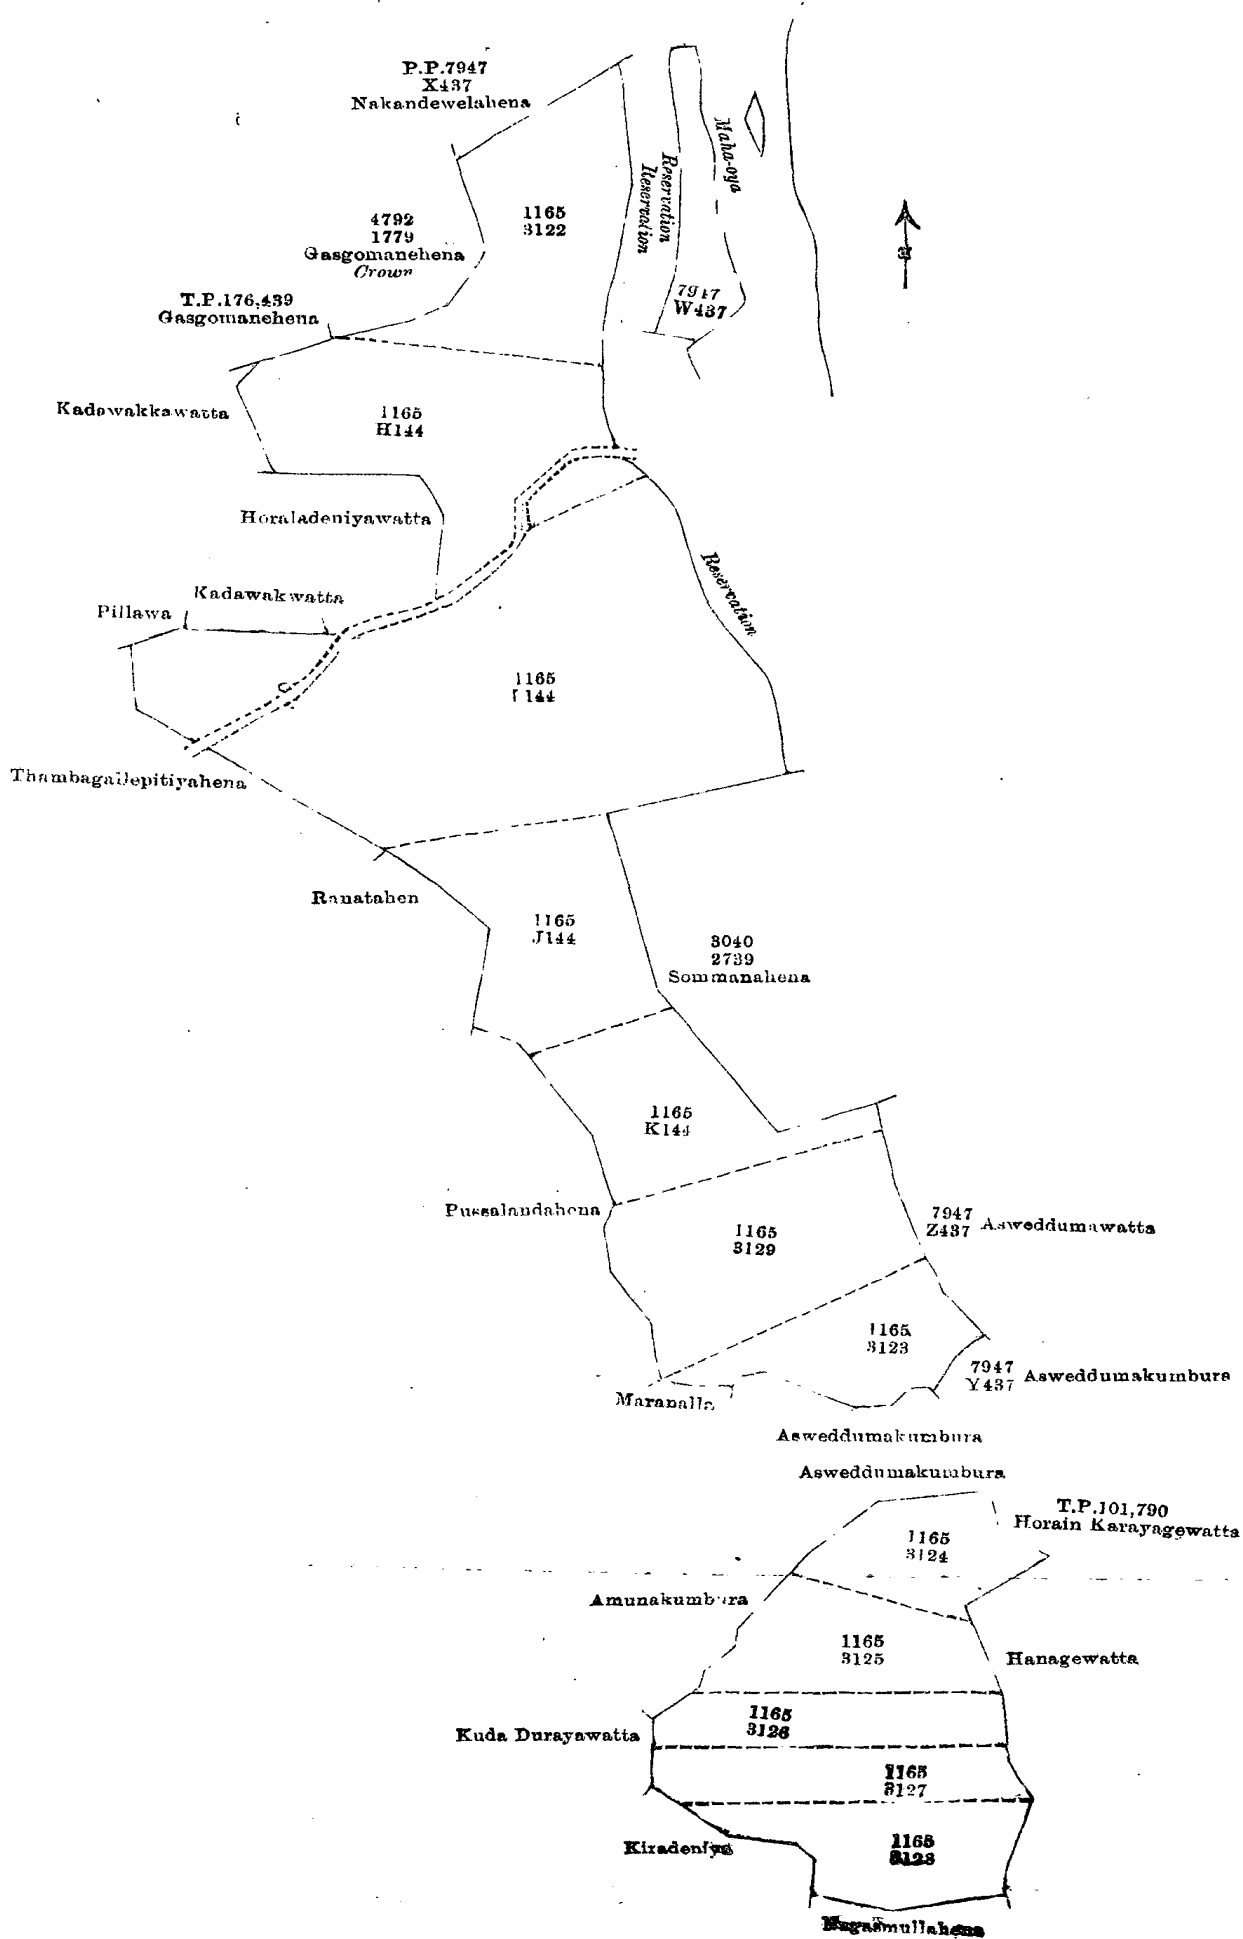 P.P.7947
X437
Nakandewelahena
Maha-oya
Reservation
Reservation
4792
1779
Gasgomanehena
Crown
1165
3122
T.P.176,439
Gasgomanehena
7947
W437
Kadawakkawatta
1165
H144
Horaladeniyawatta
Reservation
Kadawakwatta
Pillawa
1165
I144
Thambagallepitiyahena
Ranatahen
1165
J144
3040
2739
Sommanahena
1165
K144
Pussalandahena
1165
3129
7947
Z437
Asweddumawatta
1165
3123
7947
Y437
Asweddumakumbura
Maranalla
Asweddumakumbura
Asweddumakumbura
T.P.101,790
Horain Karayagewatta
1165
3124
Amunakumbura
1165
3125
Hanagewatta
1165
3126
Kuda Durayawatta
1165
3127
Kiradeniya
1165
3128
Magasmullahena